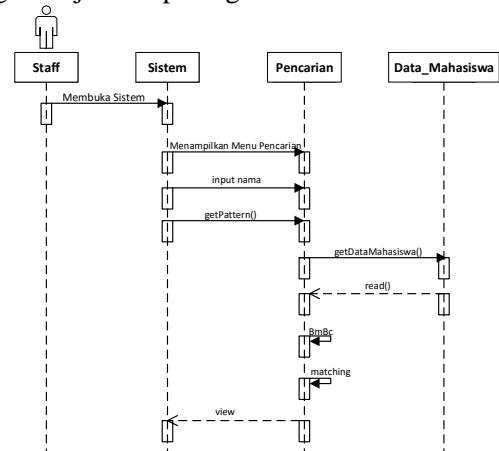 Staff
Sistem
Pencarian
Data_Mahasiswa
Membuka Sistem
Menampilkan Menu Pencarian
input nama
getPattern()
getDataMahasiswa()
read()
BmBc
matching
view